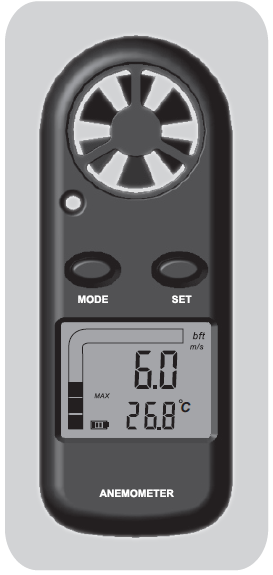 MODE SET
bft
m/s
6.0
MAX
26.8°C
ANEMOMETER